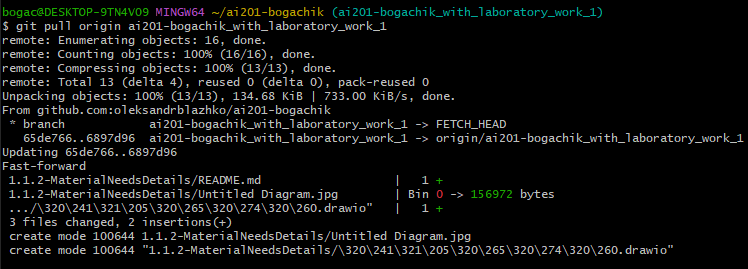 bogac@DESKTOP-9TN4VO9 MINGW64 ~/ai201-bogachik (ai201-bogachik_with_laboratory_work_1)
$ git pull origin ai201-bogachik_with_laboratory_work_1
remote: Enumerating objects: 16, done.
remote: Counting objects: 100% (16/16), done.
remote: Compressing objects: 100% (13/13), done.
remote: Total 13 (delta 4), reused 0 (delta 0), pack-reused 0
Unpacking objects: 100% (13/13), 134.68 KiB | 733.00 KiB/s, done.
From github.com:oleksandrblazhko/ai201-bogachik
 * branch            ai201-bogachik_with_laboratory_work_1 -> FETCH_HEAD
   65de766..6897d96  ai201-bogachik_with_laboratory_work_1 -> origin/ai201-bogachik_with_laboratory_work_1
Updating 65de766..6897d96
Fast-forward
 1.1.2-MaterialNeedsDetails/README.md               |   1 +
 1.1.2-MaterialNeedsDetails/Untitled Diagram.jpg    | Bin 0 -> 156972 bytes
 .../\320\241\321\205\320\265\320\274\320\260.drawio" |   1 +
 3 files changed, 2 insertions(+)
 create mode 100644 1.1.2-MaterialNeedsDetails/Untitled Diagram.jpg
 create mode 100644 "1.1.2-MaterialNeedsDetails/\320\241\321\205\320\265\320\274\320\260.drawio"